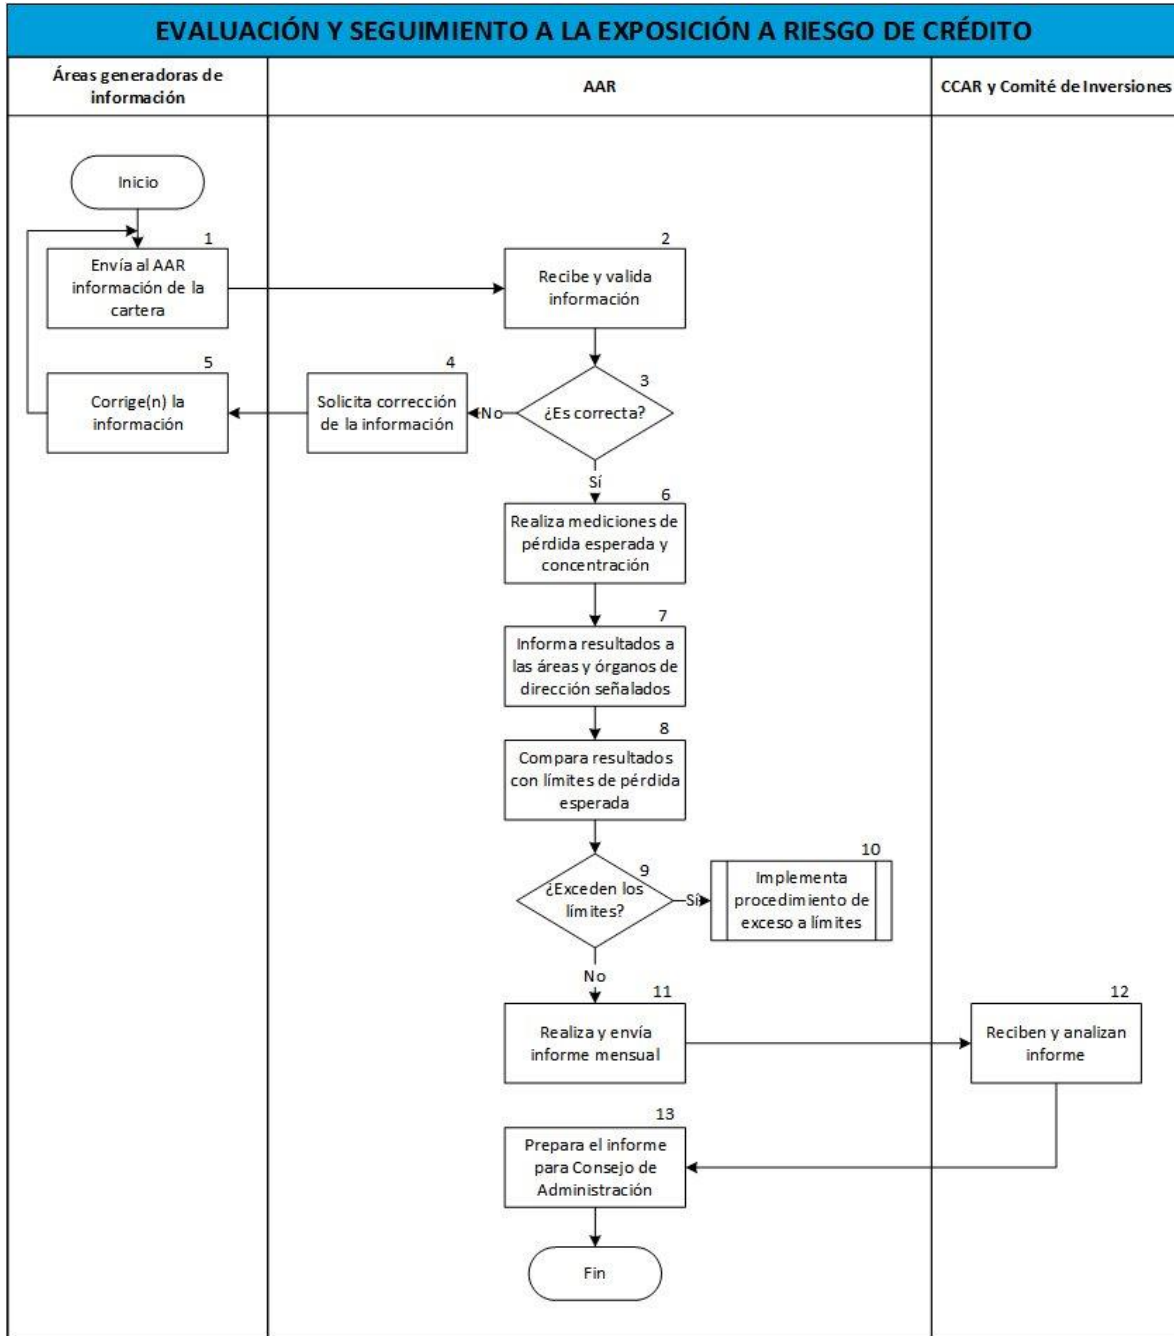 EVALUACIÓN Y SEGUIMIENTO A LA EXPOSICIÓN A RIESGO DE CRÉDITO
Áreas generadoras de
información
AAR
CCAR y Comité de Inversiones
Inicio
1
Envía al AAR
información de la
cartera
2
Recibe y valida
información
3
¿Es correcta?
No
4
Solicita corrección
de la información
5
Corrige(n) la
información
Sí
6
Realiza mediciones de
pérdida esperada y
concentración
7
Informa resultados a
las áreas y órganos de
dirección señalados
8
Compara resultados
con límites de pérdida
esperada
9
¿Exceden los
límites?
Sí
10
Implementa
procedimiento de
exceso a límites
No
11
Realiza y envía
informe mensual
12
Reciben y analizan
informe
13
Prepara el informe
para Consejo de
Administración
Fin